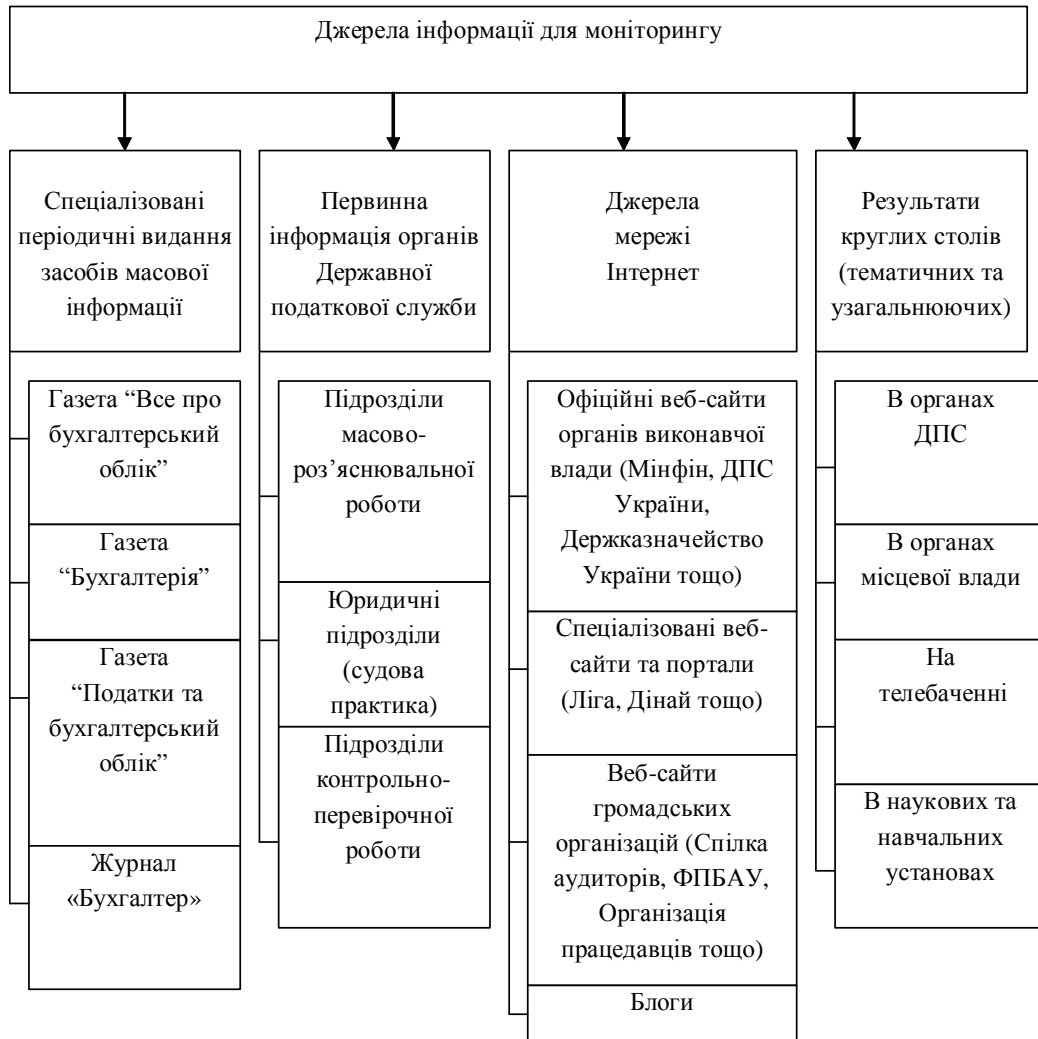 Джерела інформації для моніторингу
Спеціалізовані
періодичні видання
засобів масової
інформації
Газета “Все про
бухгалтерський
облік”
Газета
“Бухгалтерія”
Газета
“Податки та
бухгалтерський
облік”
Журнал
«Бухгалтер»
Первинна
інформація органів
Державної
податкової служби
Підрозділи
масово-
роз’яснювальної
роботи
Юридичні
підрозділи
(судова
практика)
Підрозділи
контрольно-
перевірочної
роботи
Джерела
мережі
Інтернет
Офіційні веб-сайти
органів виконавчої
влади (Мінфін, ДПС
України,
Держказначейство
України тощо)
Спеціалізовані веб-
сайти та портали
(Ліга, Дінай тощо)
Веб-сайти
громадських
організацій (Спілка
аудиторів, ФПБАУ,
Організація
працедавців тощо)
Блоги
Результати
круглих столів
(тематичних та
узагальнюючих)
В органах
ДПС
В органах
місцевої влади
На
телебаченні
В наукових та
навчальних
установах